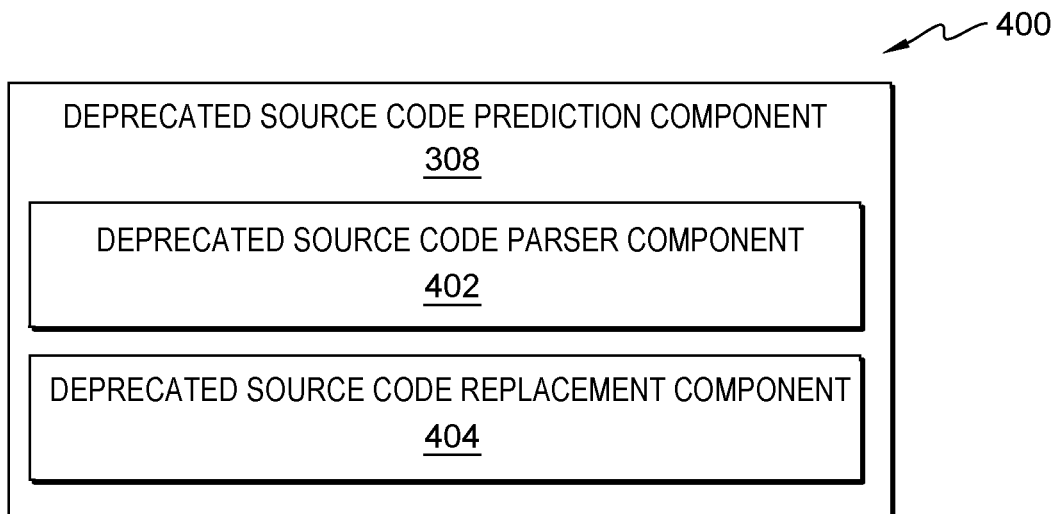 400
DEPRECATED SOURCE CODE PREDICTION COMPONENT
308
DEPRECATED SOURCE CODE PARSER COMPONENT
402
DEPRECATED SOURCE CODE REPLACEMENT COMPONENT
404